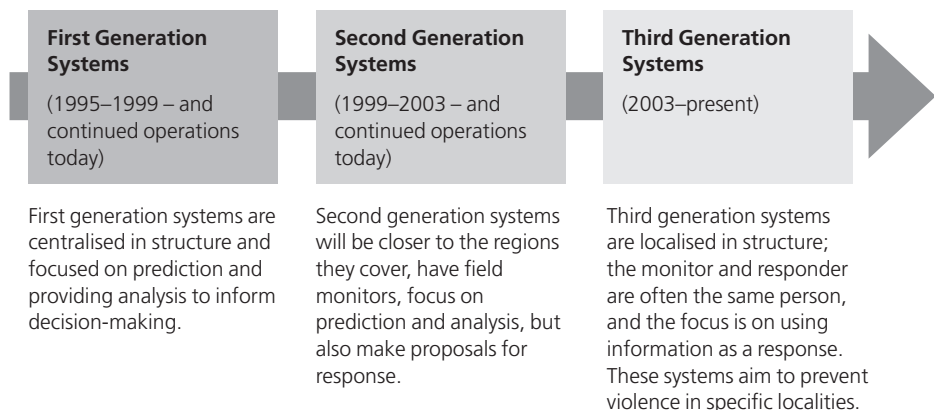 First Generation
Systems
(1995–1999 – and
continued operations
today)
First generation systems are
centralised in structure and
focused on prediction and
providing analysis to inform
decision-making.
Second Generation
Systems
(1999–2003 – and
continued operations
today)
Second generation systems
will be closer to the regions
they cover, have field
monitors, focus on
prediction and analysis, but
also make proposals for
response.
Third Generation
Systems
(2003–present)
Third generation systems
are localised in structure;
the monitor and responder
are often the same person,
and the focus is on using
information as a response.
These systems aim to prevent
violence in specific localities.